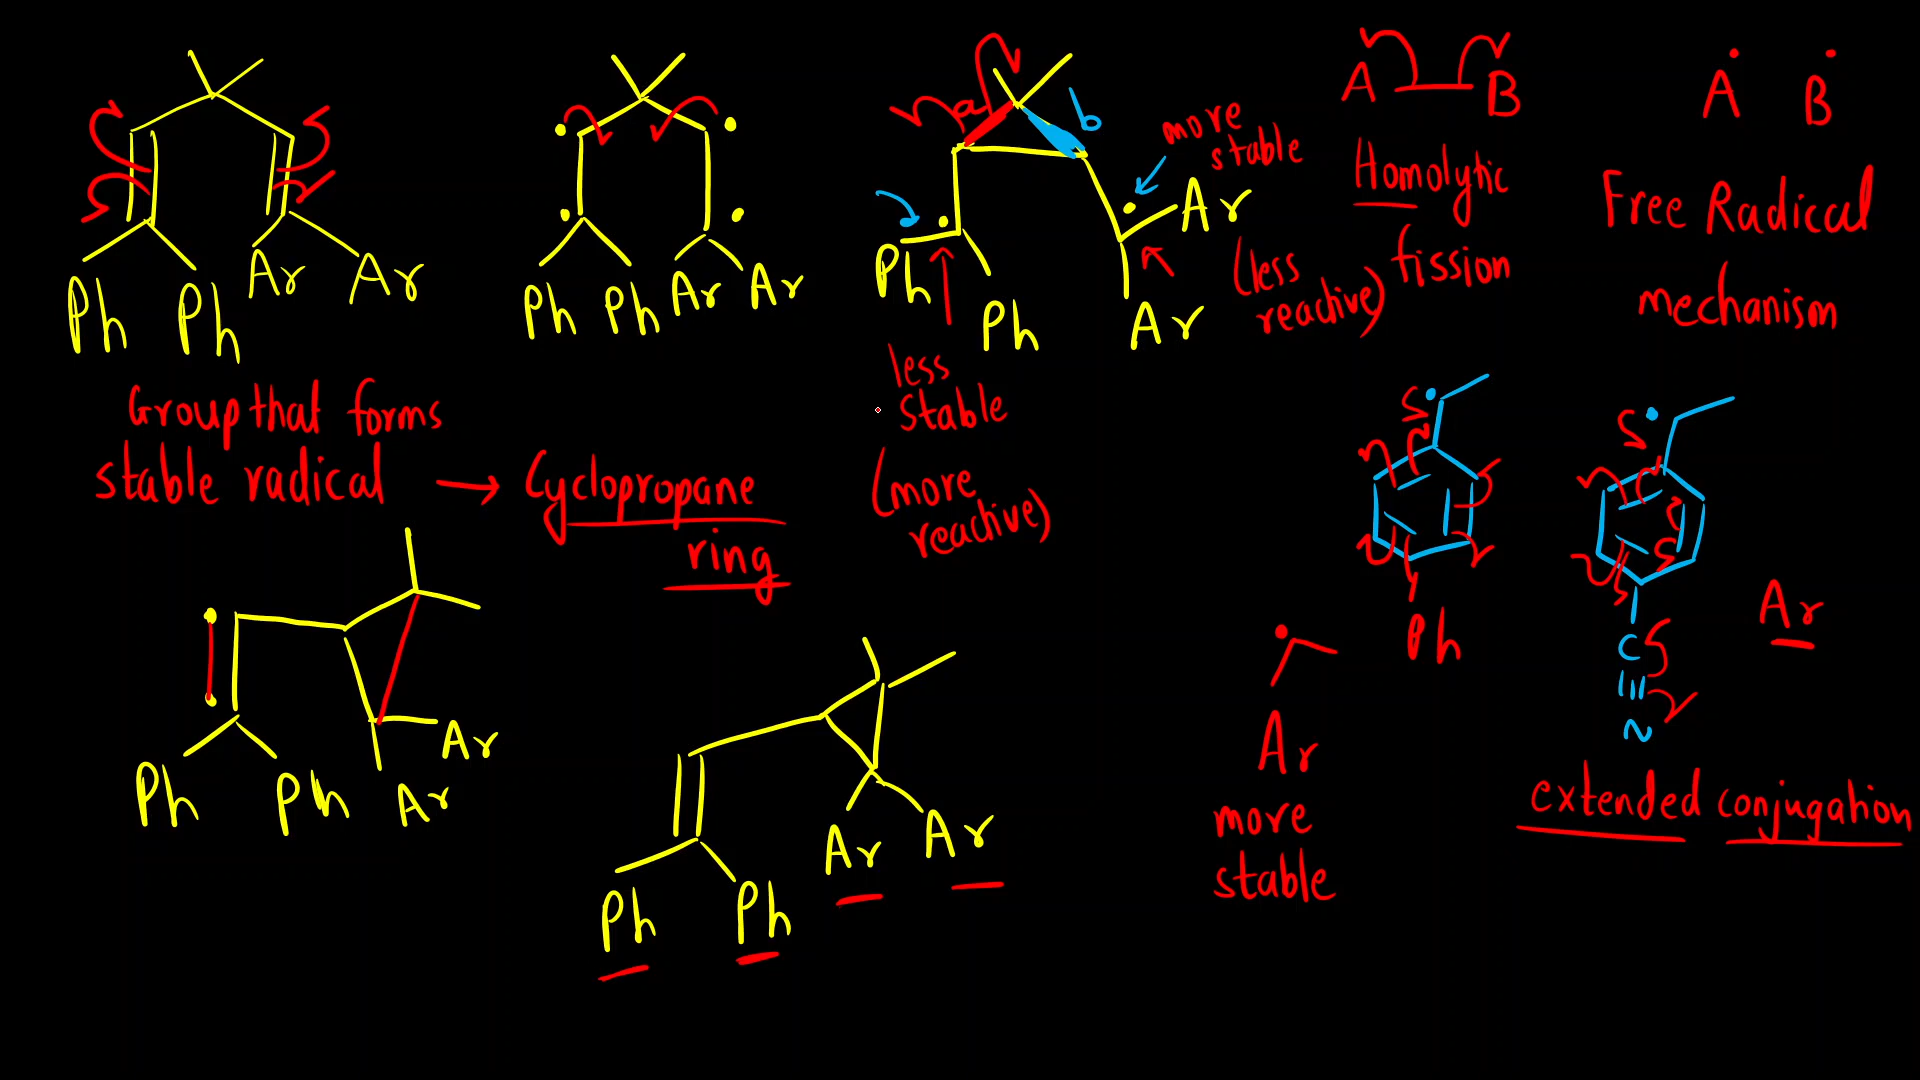 Ph Ph Ar Ar
Ph Ph Ar Ar
a b
Ph Ph Ar Ar
more
stable
(less
reactive)
less
stable
(more
reactive)
A B
Homolytic
fission
A B
Free Radical
mechanism
Group that forms
stable radical → Cyclopropane
ring
Ph Ph Ar Ar
Ph Ph Ar Ar
Ar
more
stable
Ph
C
N
Ar
extended conjugation